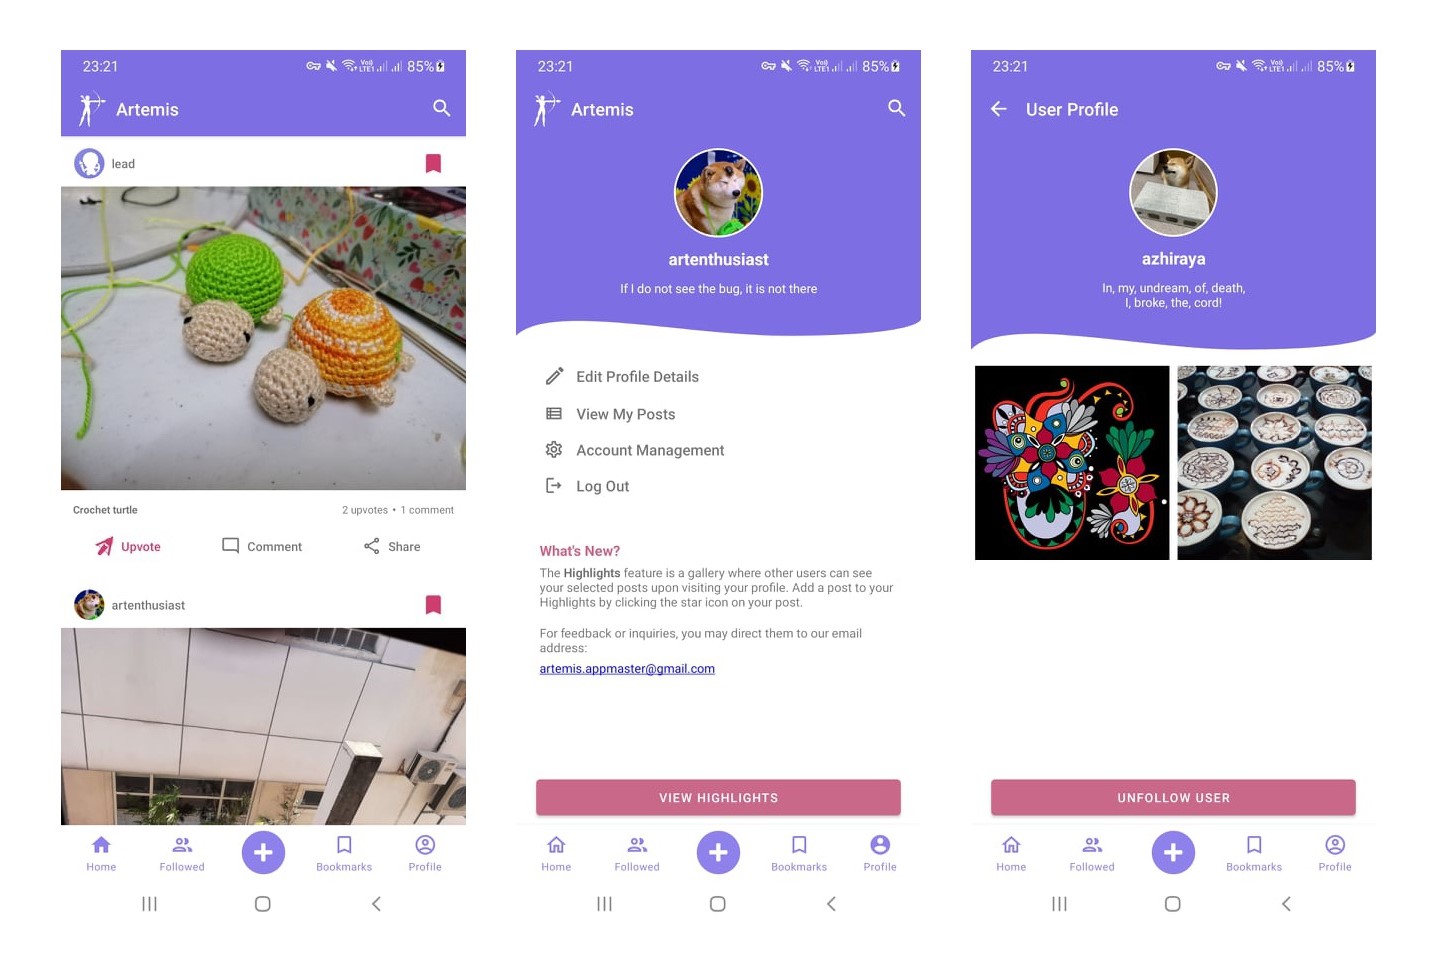 23:21
85%
Artemis
lead
Crochet turtle
2 upvotes • 1 comment
Upvote
Comment
Share
artenthusiast
Home
Followed
Bookmarks
Profile
23:21
85%
Artemis
artenthusiast
If I do not see the bug, it is not there
Edit Profile Details
View My Posts
Account Management
Log Out
What's New?
The Highlights feature is a gallery where other users can see
your selected posts upon visiting your profile. Add a post to your
Highlights by clicking the star icon on your post.
For feedback or inquiries, you may direct them to our email
address:
artemis.appmaster@gmail.com
VIEW HIGHLIGHTS
Home
Followed
Bookmarks
Profile
23:21
85%
User Profile
azhiraya
In, my, undream, of, death,
I, broke, the, cord!
UNFOLLOW USER
Home
Followed
Bookmarks
Profile